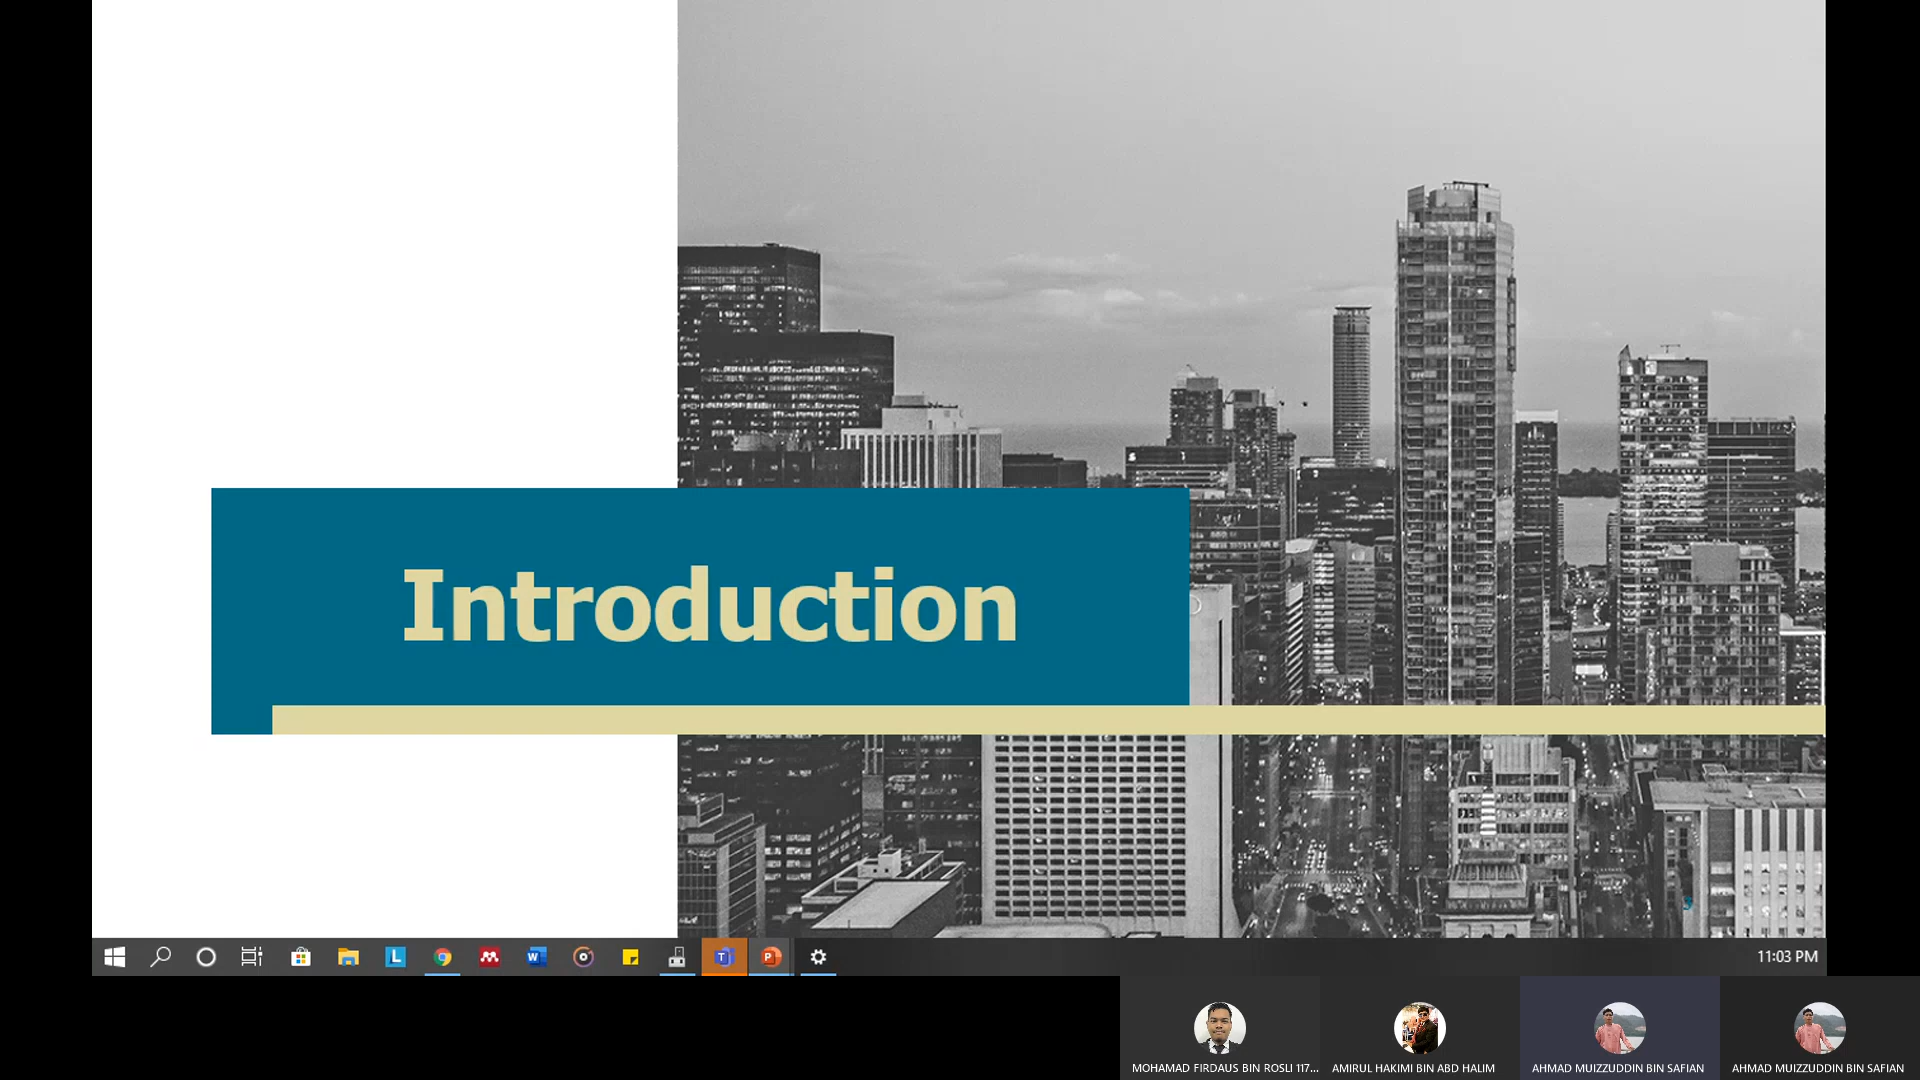 Introduction
11:03 PM
MOHAMAD FIRDAUS BIN ROSLI 117...
AMIRUL HAKIMI BIN ABD HALIM
AHMAD MUIZZUDDIN BIN SAFIAN
AHMAD MUIZZUDDIN BIN SAFIAN